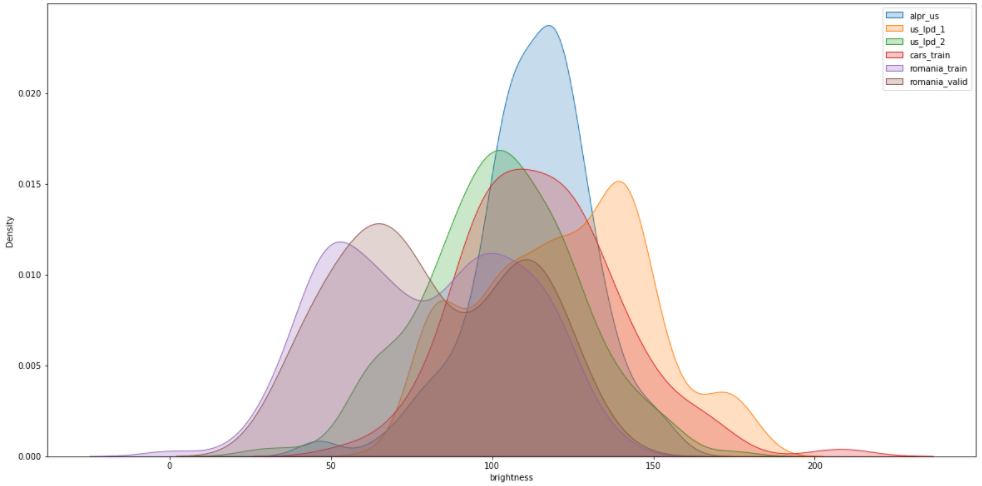 alpr_us
us_lpd_1
us_lpd_2
cars_train
romania_train
romania_valid
0.020
0.015
0.010
0.005
0.000
Density
0
50
100
150
200
brightness